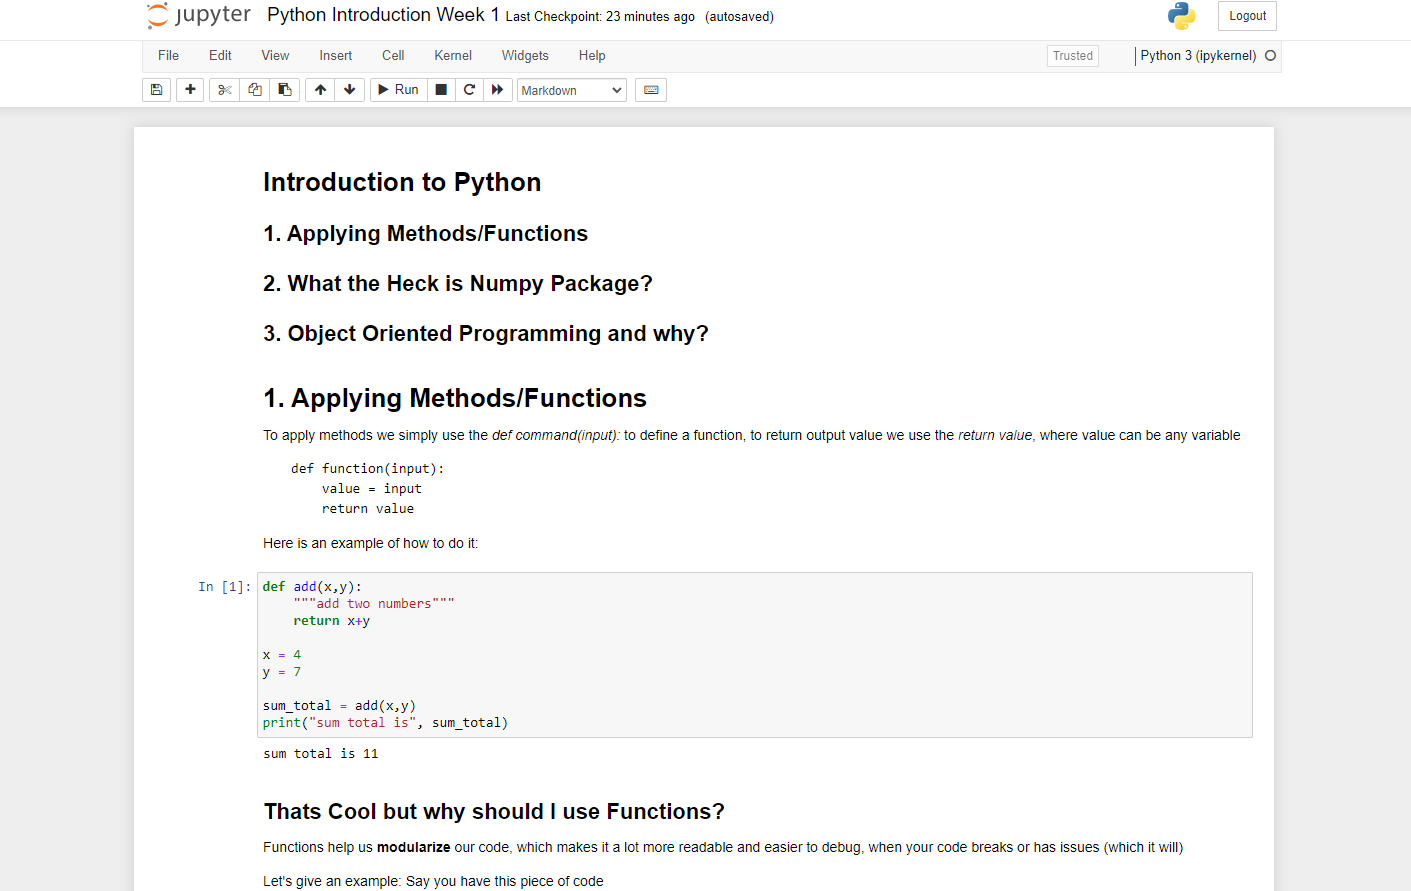 jupyter Python Introduction Week 1 Last Checkpoint: 23 minutes ago (autosaved) Logout
File Edit View Insert Cell Kernel Widgets Help Trusted Python 3 (ipykernel)
Run Markdown
Introduction to Python
1. Applying Methods/Functions
2. What the Heck is Numpy Package?
3. Object Oriented Programming and why?
1. Applying Methods/Functions
To apply methods we simply use the def command(input): to define a function, to return output value we use the return value, where value can be any variable
def function(input):
    value = input
    return value
Here is an example of how to do it:
In [1]: def add(x,y):
    """add two numbers"""
    return x+y
x = 4
y = 7
sum_total = add(x,y)
print("sum total is", sum_total)
sum total is 11
Thats Cool but why should I use Functions?
Functions help us modularize our code, which makes it a lot more readable and easier to debug, when your code breaks or has issues (which it will)
Let's give an example: Say you have this piece of code